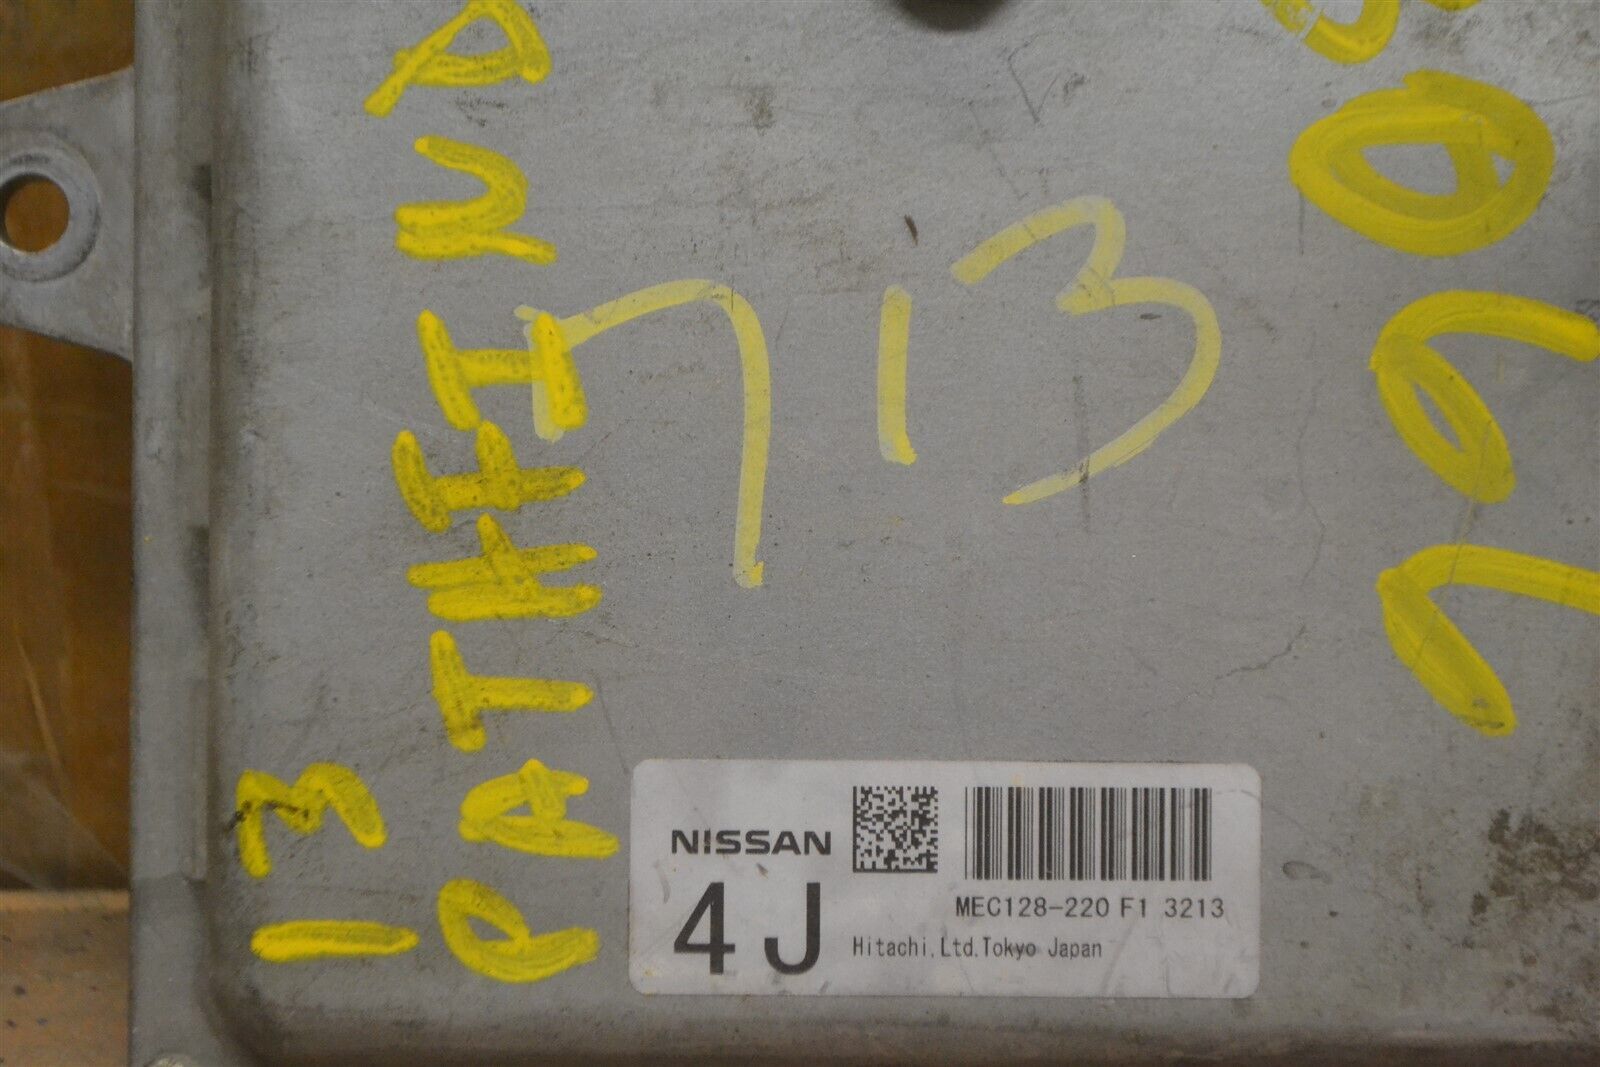 13
PATHFIND
713
NISSAN
4J
MEC128-220 F1 3213
Hitachi,Ltd.Tokyo Japan